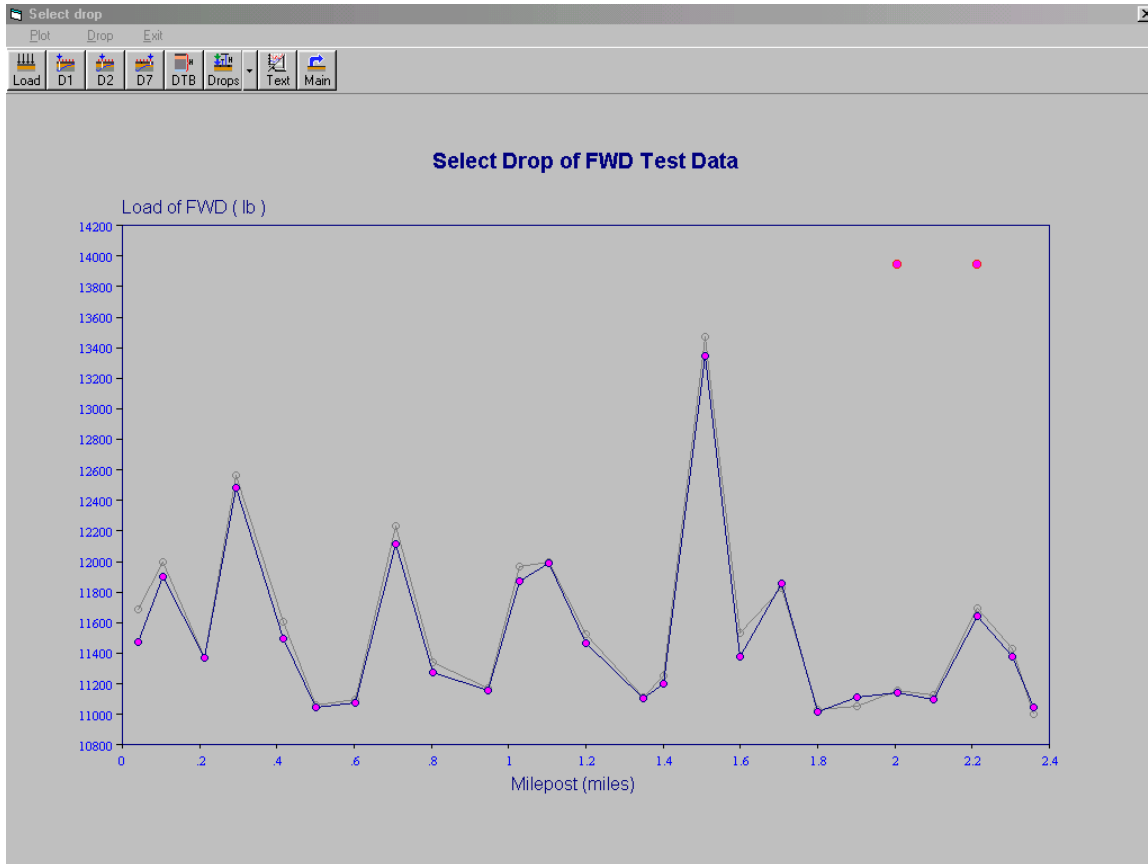 Select drop
Plot Drop Exit
Load D1 D2 D7 DTB Drops Text Main
Select Drop of FWD Test Data
Load of FWD ( lb )
14200
14000
13800
13600
13400
13200
13000
12800
12600
12400
12200
12000
11800
11600
11400
11200
11000
10800
0 .2 .4 .6 .8 1 1.2 1.4 1.6 1.8 2 2.2 2.4
Milepost (miles)